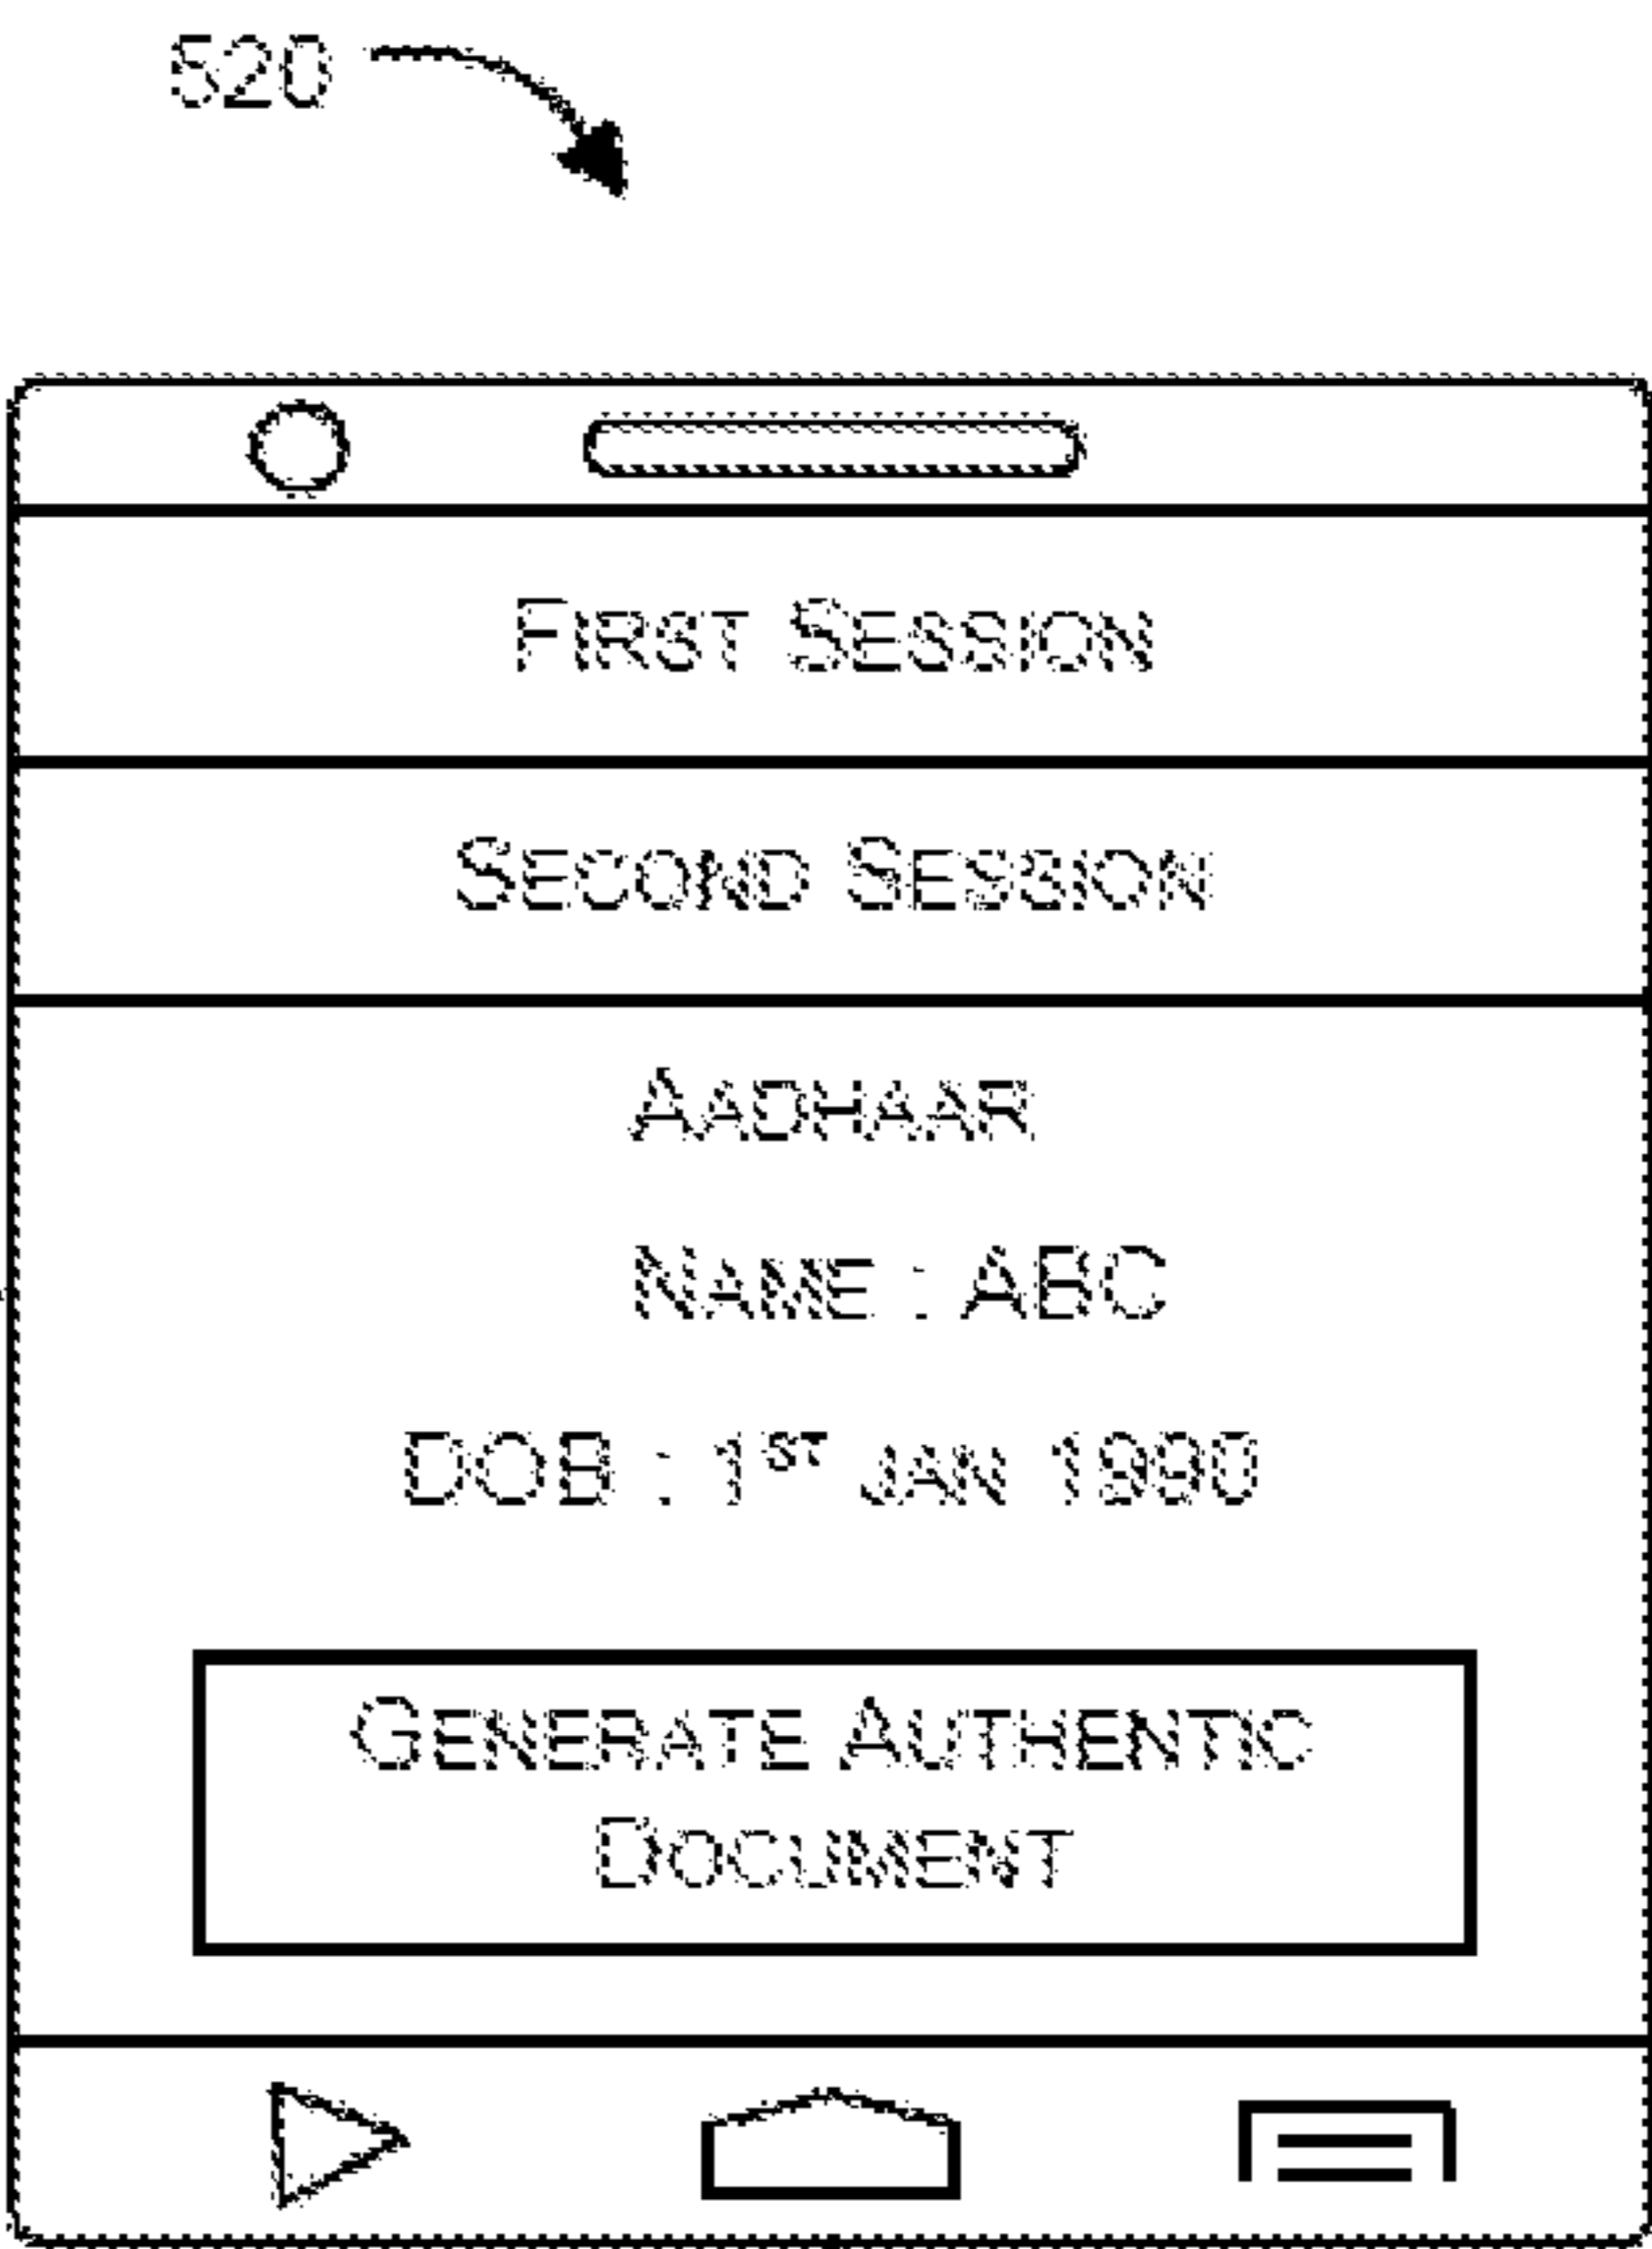 520
First Session
Second Session
Aadhaar
Name : ABC
DOB : 1st Jan 1990
Generate Authentic
Document